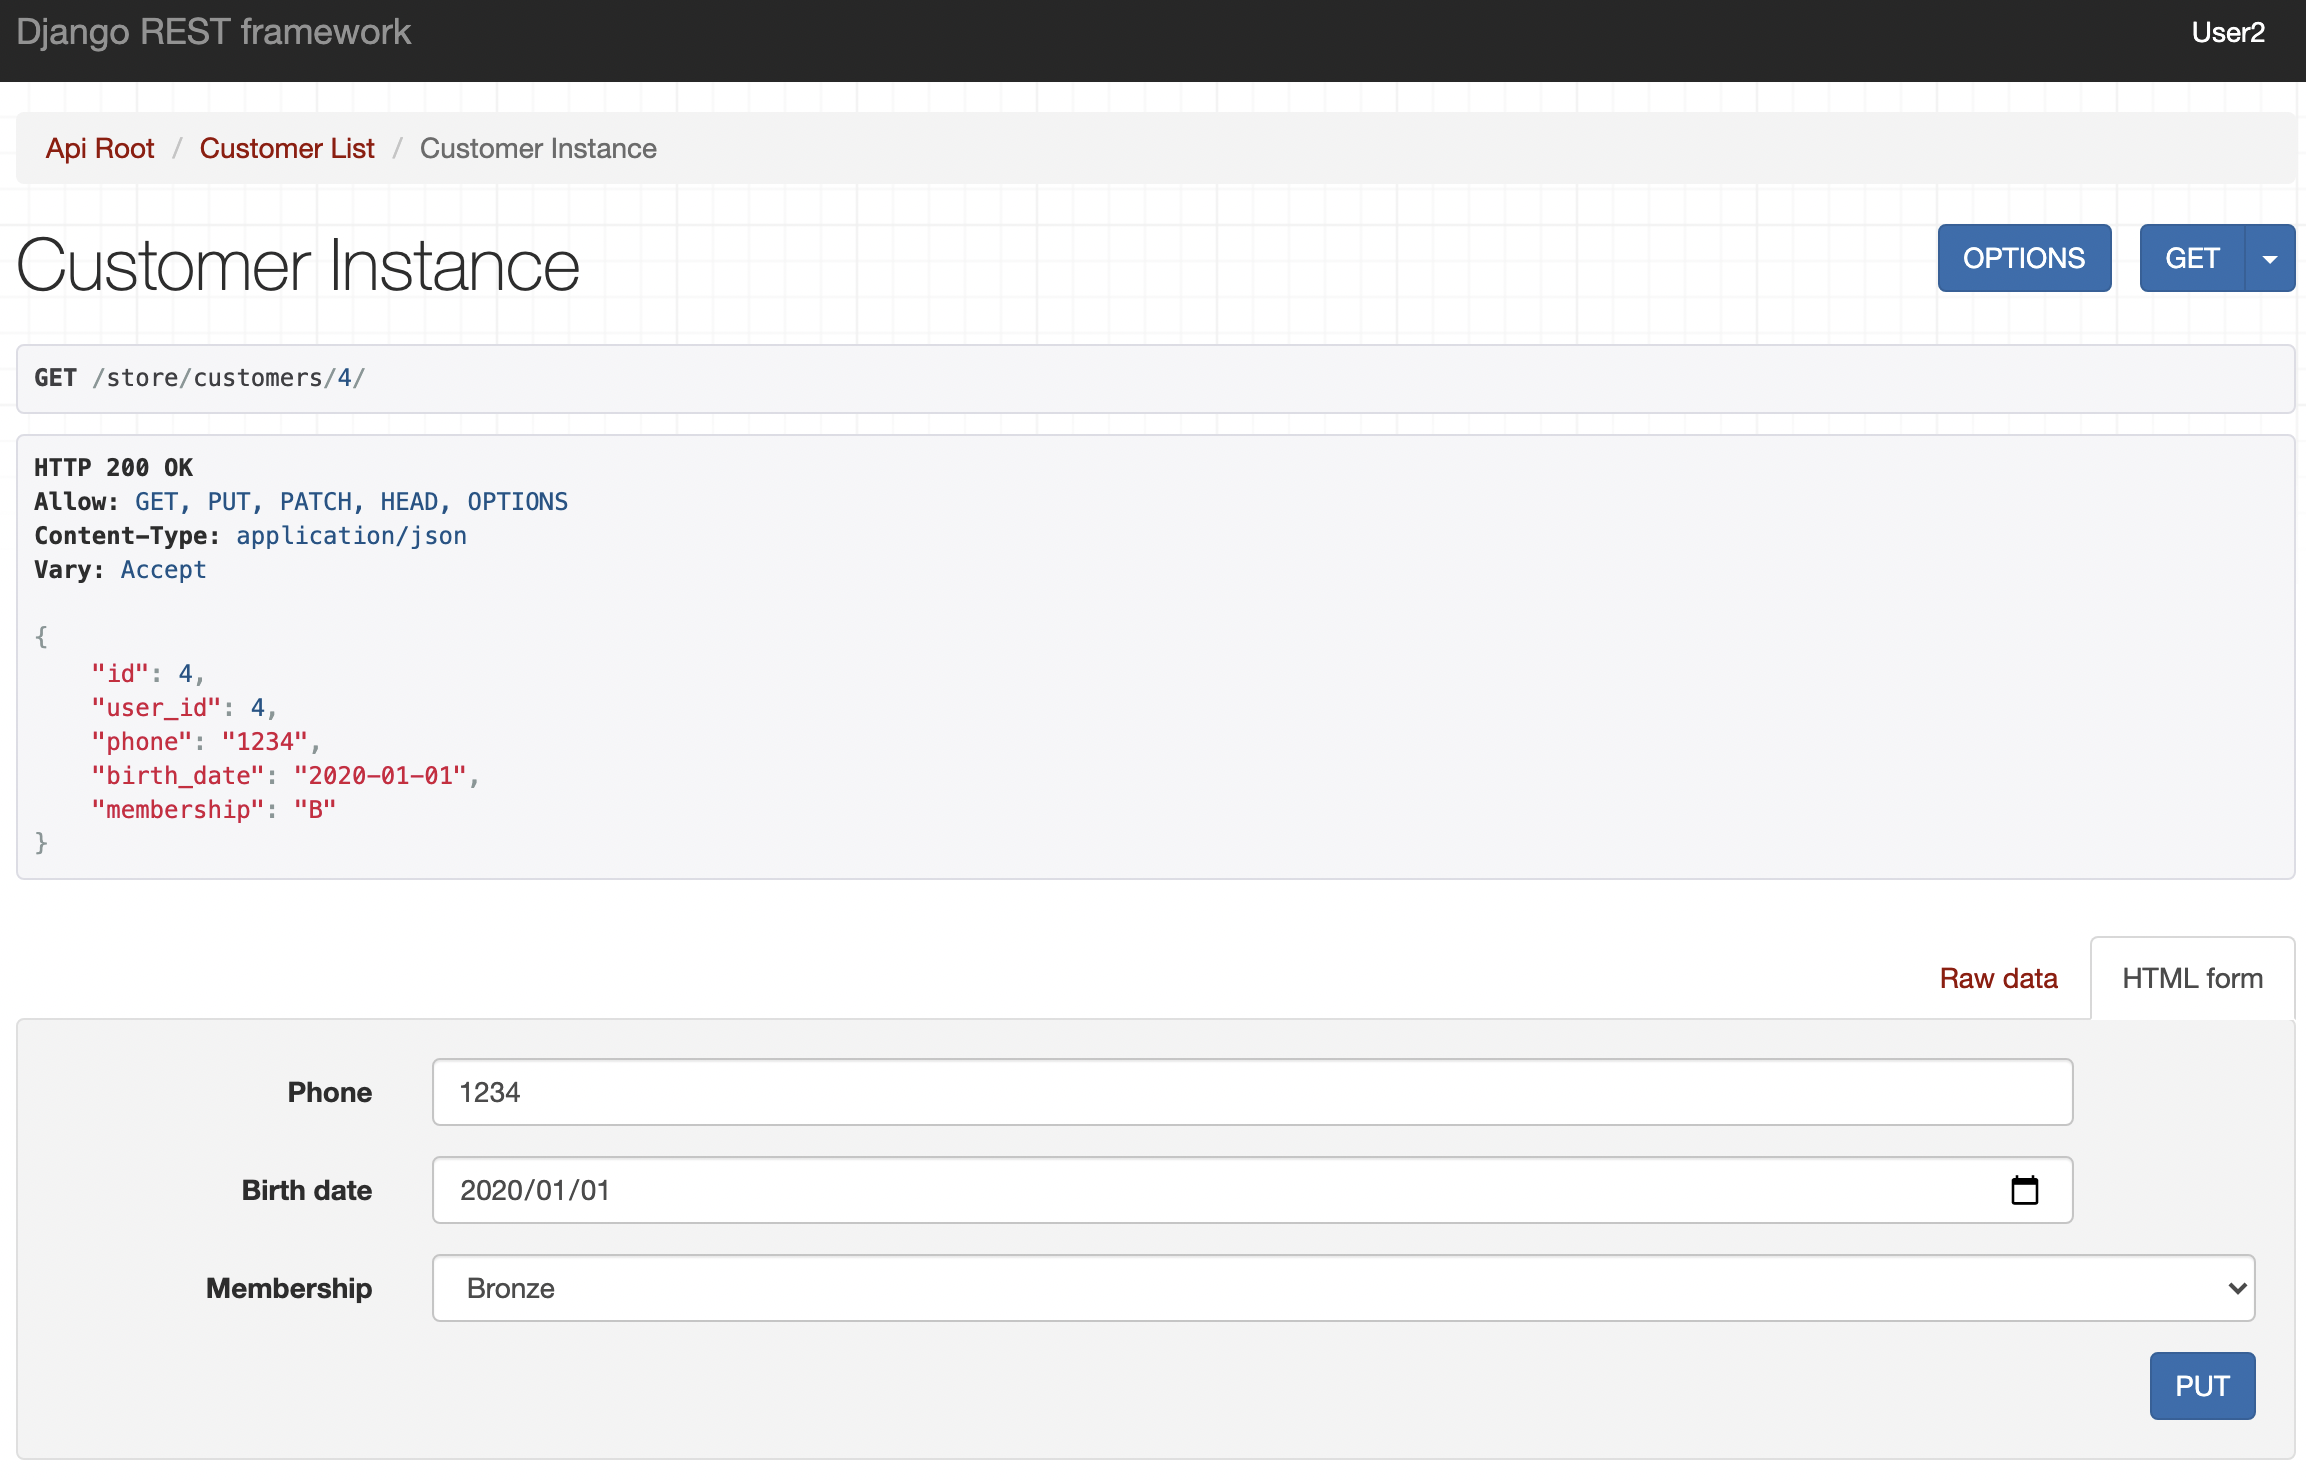 Django REST framework
User2
Api Root / Customer List / Customer Instance
Customer Instance
OPTIONS
GET
GET /store/customers/4/
HTTP 200 OK
Allow: GET, PUT, PATCH, HEAD, OPTIONS
Content-Type: application/json
Vary: Accept
{
    "id": 4,
    "user_id": 4,
    "phone": "1234",
    "birth_date": "2020-01-01",
    "membership": "B"
}
Raw data
HTML form
Phone
1234
Birth date
2020/01/01
Membership
Bronze
PUT